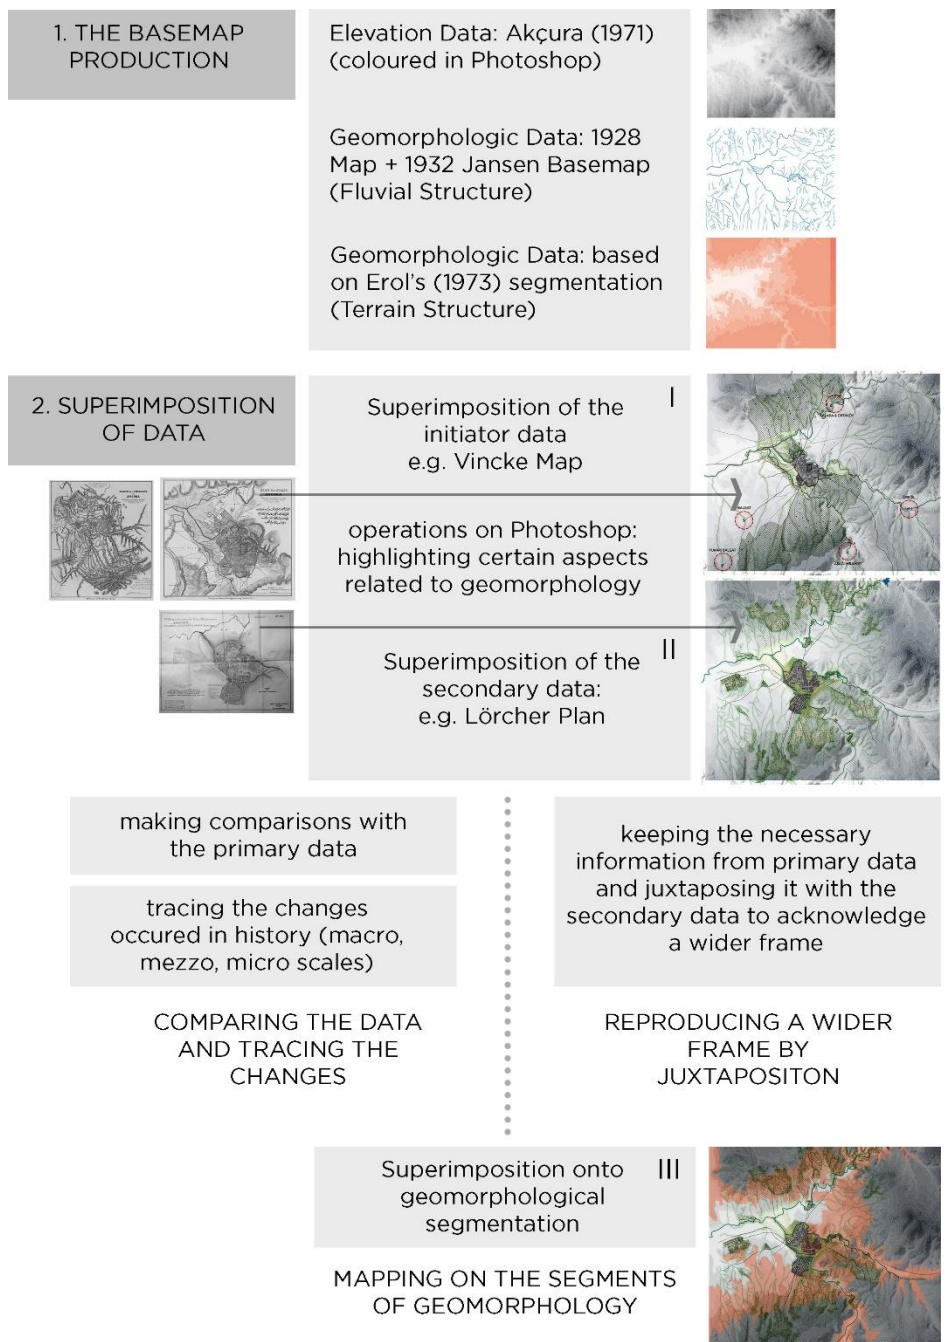 1. THE BASEMAP
PRODUCTION
Elevation Data: Akçura (1971)
(coloured in Photoshop)
Geomorphologic Data: 1928
Map + 1932 Jansen Basemap
(Fluvial Structure)
Geomorphologic Data: based
on Erol’s (1973) segmentation
(Terrain Structure)
2. SUPERIMPOSITION
OF DATA
Superimposition of the
initiator data
e.g. Vincke Map
I
operations on Photoshop:
highlighting certain aspects
related to geomorphology
Superimposition of the
secondary data:
e.g. Lörcher Plan
II
making comparisons with
the primary data
tracing the changes
occured in history (macro,
mezzo, micro scales)
COMPARING THE DATA
AND TRACING THE
CHANGES
keeping the necessary
information from primary data
and juxtaposing it with the
secondary data to acknowledge
a wider frame
REPRODUCING A WIDER
FRAME BY
JUXTAPOSITON
Superimposition onto
geomorphological
segmentation
III
MAPPING ON THE SEGMENTS
OF GEOMORPHOLOGY